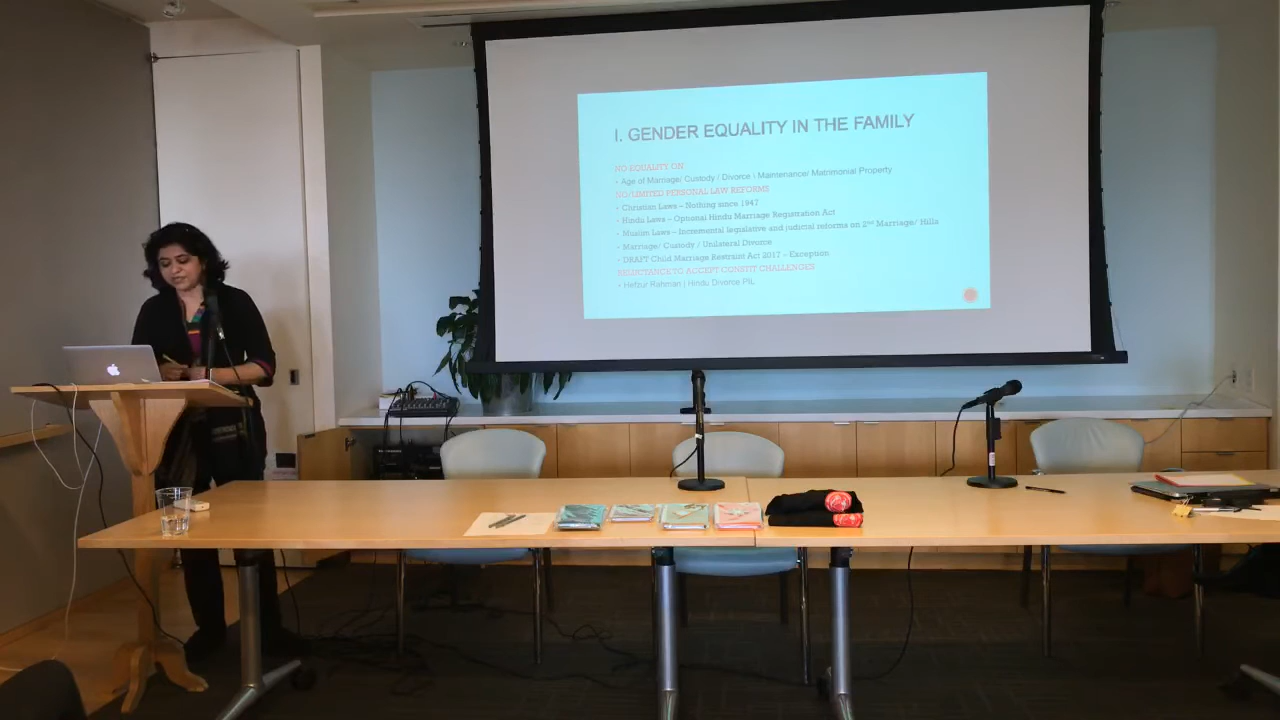 I. GENDER EQUALITY IN THE FAMILY
NO EQUALITY ON
• Age of Marriage/ Custody / Divorce \ Maintenance/ Matrimonial Property
NO/LIMITED PERSONAL LAW REFORMS
• Christian Laws – Nothing since 1947
• Hindu Laws – Optional Hindu Marriage Registration Act
• Muslim Laws – Incremental legislative and judicial reforms on 2nd Marriage/ Hilla
• Marriage/ Custody / Unilateral Divorce
• DRAFT Child Marriage Restraint Act 2017 – Exception
RELUCTANCE TO ACCEPT CONSTIT CHALLENGES
• Hefzur Rahman | Hindu Divorce PIL